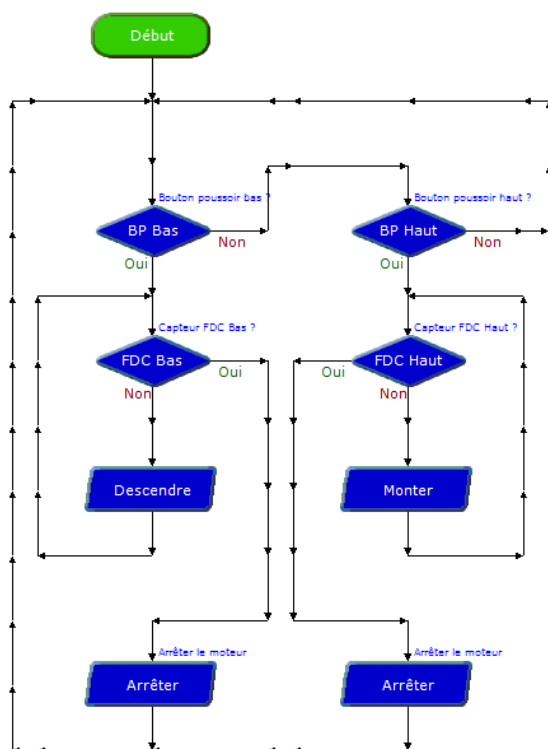 Début
Bouton poussoir bas ?
Bouton poussoir haut ?
BP Bas
Non
BP Haut
Non
Oui
Oui
Capteur FDC Bas ?
Capteur FDC Haut ?
FDC Bas
Oui
Oui
FDC Haut
Non
Non
Descendre
Monter
Arrêter le moteur
Arrêter le moteur
Arrêter
Arrêter